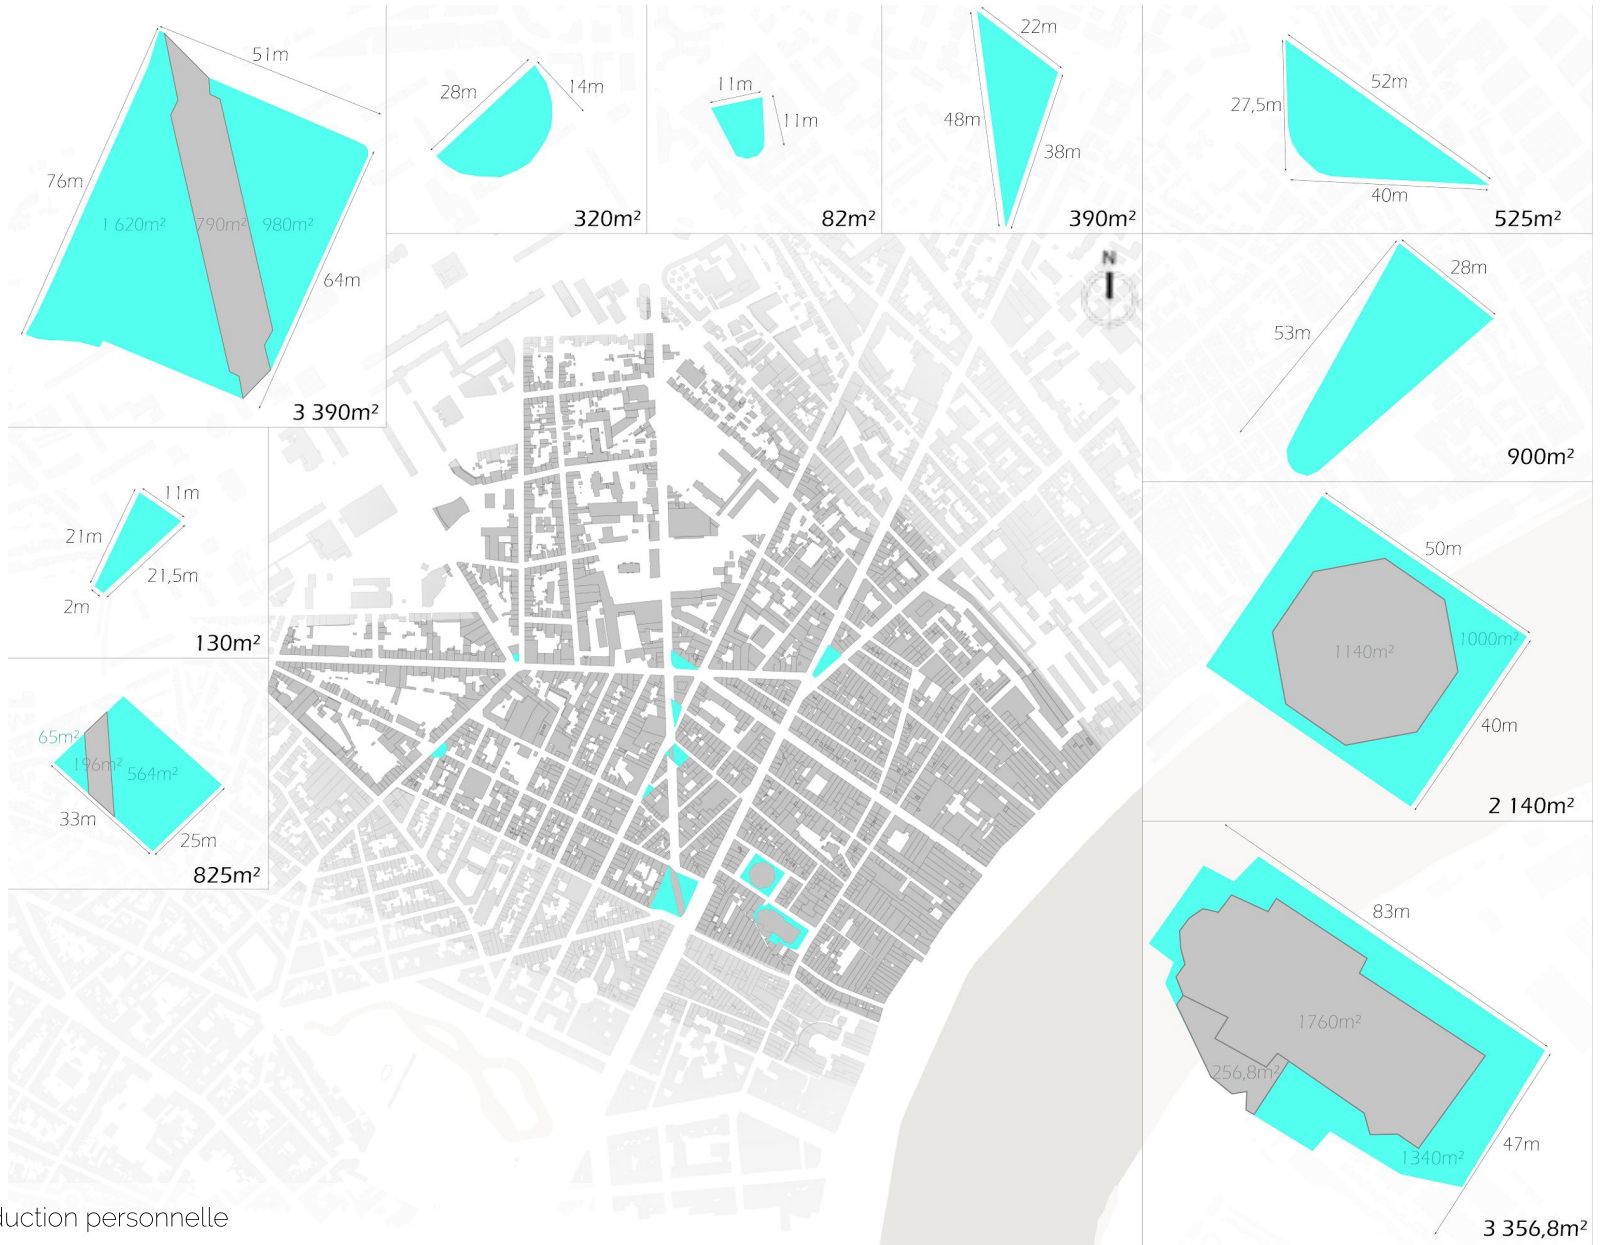 51m
76m
1 620m²
790m²
980m²
64m
3 390m²
28m
14m
320m²
11m
11m
82m²
22m
48m
38m
390m²
52m
27,5m
40m
525m²
N
28m
53m
900m²
11m
21m
21,5m
2m
130m²
50m
1140m²
1000m²
40m
2 140m²
65m²
196m²
564m²
33m
25m
825m²
83m
1760m²
256,8m²
47m
1340m²
3 356,8m²
duction personnelle